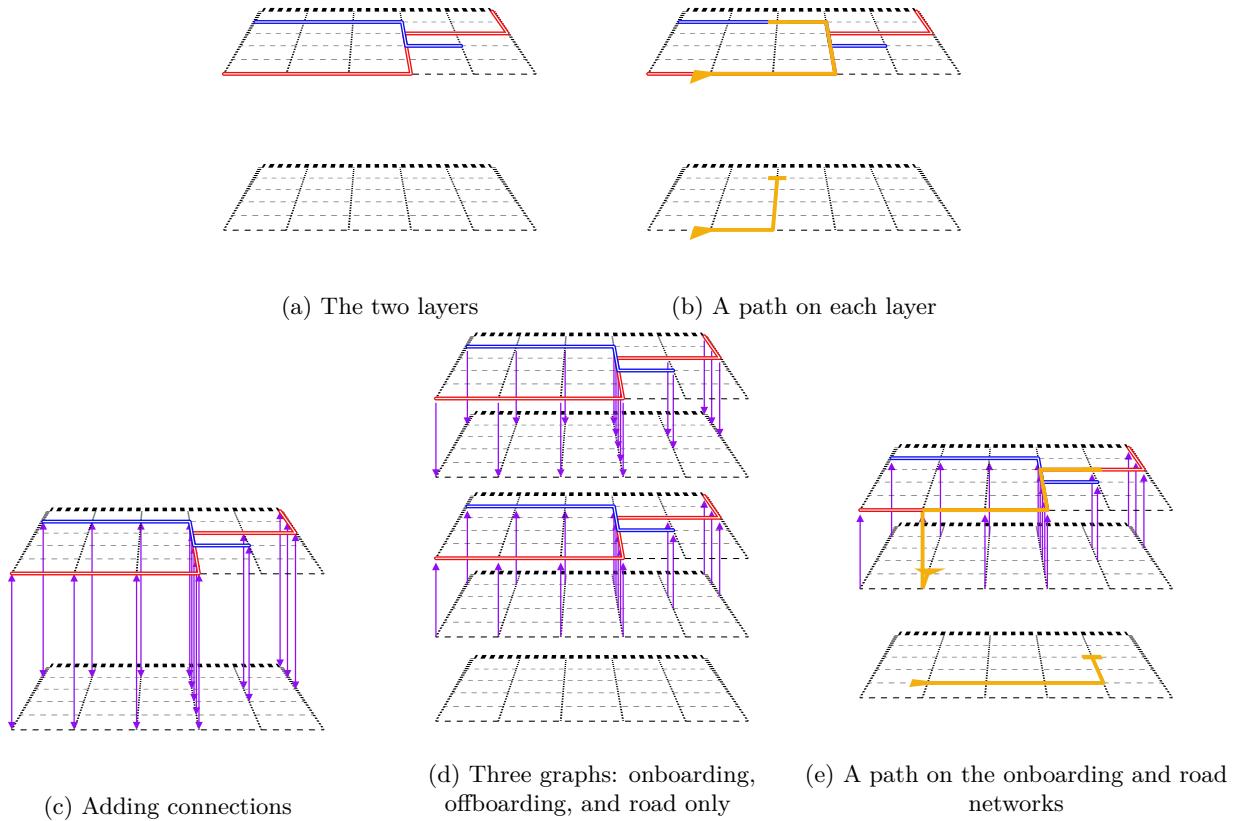 (a) The two layers
(b) A path on each layer
(c) Adding connections
(d) Three graphs: onboarding,
offboarding, and road only
(e) A path on the onboarding and road
networks